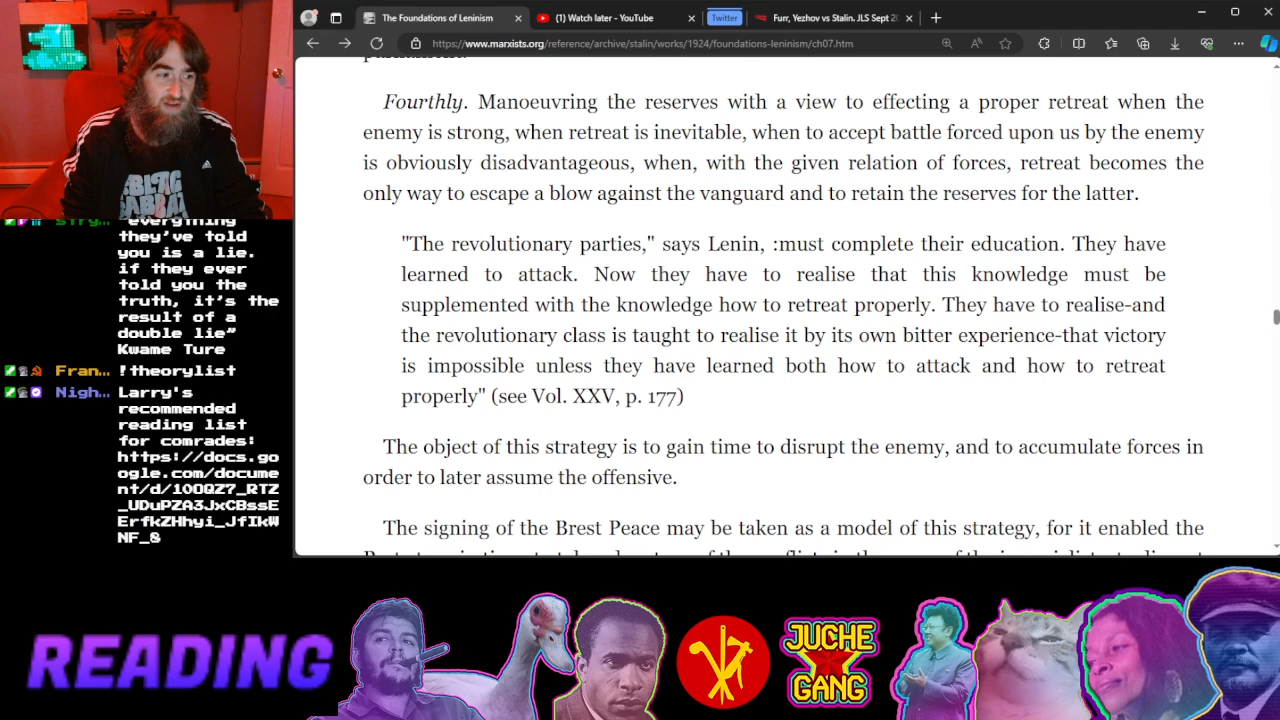 The Foundations of Leninism
(1) Watch later - YouTube
Twitter
Furr, Yezhov vs Stalin. JLS Sept 20
https://www.marxists.org/reference/archive/stalin/works/1924/foundations-leninism/ch07.htm
Fourthly. Manoeuvring the reserves with a view to effecting a proper retreat when the
enemy is strong, when retreat is inevitable, when to accept battle forced upon us by the enemy
is obviously disadvantageous, when, with the given relation of forces, retreat becomes the
only way to escape a blow against the vanguard and to retain the reserves for the latter.
"The revolutionary parties," says Lenin, :must complete their education. They have
learned to attack. Now they have to realise that this knowledge must be
supplemented with the knowledge how to retreat properly. They have to realise-and
the revolutionary class is taught to realise it by its own bitter experience-that victory
is impossible unless they have learned both how to attack and how to retreat
properly" (see Vol. XXV, p. 177)
The object of this strategy is to gain time to disrupt the enemy, and to accumulate forces in
order to later assume the offensive.
The signing of the Brest Peace may be taken as a model of this strategy, for it enabled the
stry... "everything
they've told
you is a lie.
if they ever
told you the
truth, it's the
result of a
double lie"
Kwame Ture
Fran... !theorylist
Nigh... Larry's
recommended
reading list
for comrades:
https://docs.go
ogle.com/docume
READING
JUCHE
GANG